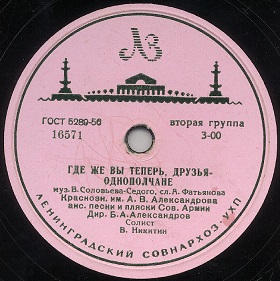 ЛЗ
ГОСТ 5289-56
вторая группа
16571
3-00
ГДЕ ЖЕ ВЫ ТЕПЕРЬ, ДРУЗЬЯ-
ОДНОПОЛЧАНЕ
муз. В. Соловьева-Седого, сл. А. Фатьянова
Краснозн. им. А. В. Александрова
анс. песни и пляски Сов. Армии
Дир. Б. А. Александров
Солист
В. Никитин
ЛЕНИНГРАДСКИЙ СОВНАРХОЗ·УХП